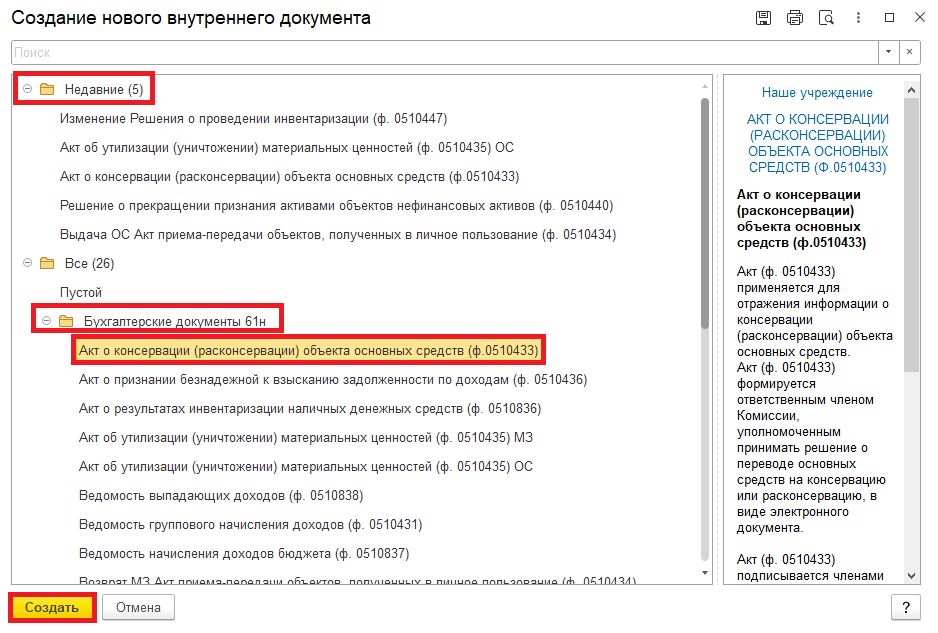 Создание нового внутреннего документа
Поиск
Недавние (5)
Изменение Решения о проведении инвентаризации (ф. 0510447)
Акт об утилизации (уничтожении) материальных ценностей (ф. 0510435) ОС
Акт о консервации (расконсервации) объекта основных средств (ф.0510433)
Решение о прекращении признания активами объектов нефинансовых активов (ф. 0510440)
Выдача ОС Акт приема-передачи объектов, полученных в личное пользование (ф. 0510434)
Все (26)
Пустой
Бухгалтерские документы 61н
Акт о консервации (расконсервации) объекта основных средств (ф.0510433)
Акт о признании безнадежной к взысканию задолженности по доходам (ф. 0510436)
Акт о результатах инвентаризации наличных денежных средств (ф. 0510836)
Акт об утилизации (уничтожении) материальных ценностей (ф. 0510435) МЗ
Акт об утилизации (уничтожении) материальных ценностей (ф. 0510435) ОС
Ведомость выпадающих доходов (ф. 0510838)
Ведомость группового начисления доходов (ф. 0510431)
Ведомость начисления доходов бюджета (ф. 0510837)
Возврат МЗ Акт приема-передачи объектов, полученных в личное пользование (ф. 0510434)
Наше учреждение
АКТ О КОНСЕРВАЦИИ
(РАСКОНСЕРВАЦИИ)
ОБЪЕКТА ОСНОВНЫХ
СРЕДСТВ (Ф.0510433)
Акт о консервации
(расконсервации)
объекта основных
средств (ф.0510433)
Акт (ф. 0510433)
применяется для
отражения информации о
консервации
(расконсервации) объекта
основных средств.
Акт (ф. 0510433)
формируется
ответственным членом
Комиссии,
уполномоченным
принимать решение о
переводе основных
средств на консервацию
или расконсервацию, в
виде электронного
документа.
Акт (ф. 0510433)
подписывается членами
Создать
Отмена
?